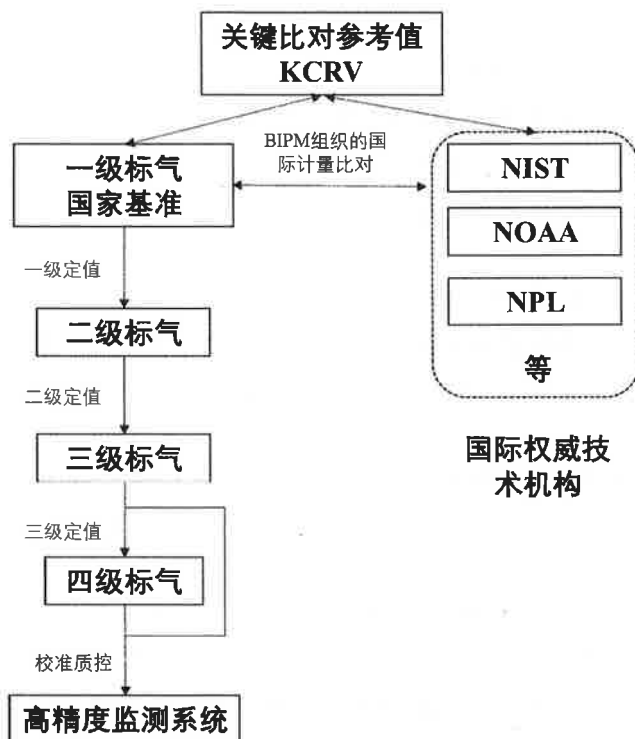 关键比对参考值
KCRV
BIPM组织的国
际计量比对
一级标气
国家基准
NIST
NOAA
NPL
等
国际权威技
术机构
一级定值
二级标气
二级定值
三级标气
三级定值
四级标气
校准质控
高精度监测系统